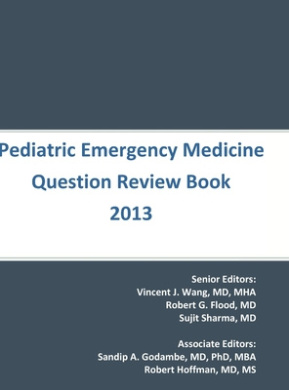 Pediatric Emergency Medicine
Question Review Book
2013
Senior Editors:
Vincent J. Wang, MD, MHA
Robert G. Flood, MD
Sujit Sharma, MD
Associate Editors:
Sandip A. Godambe, MD, PhD, MBA
Robert Hoffman, MD, MS